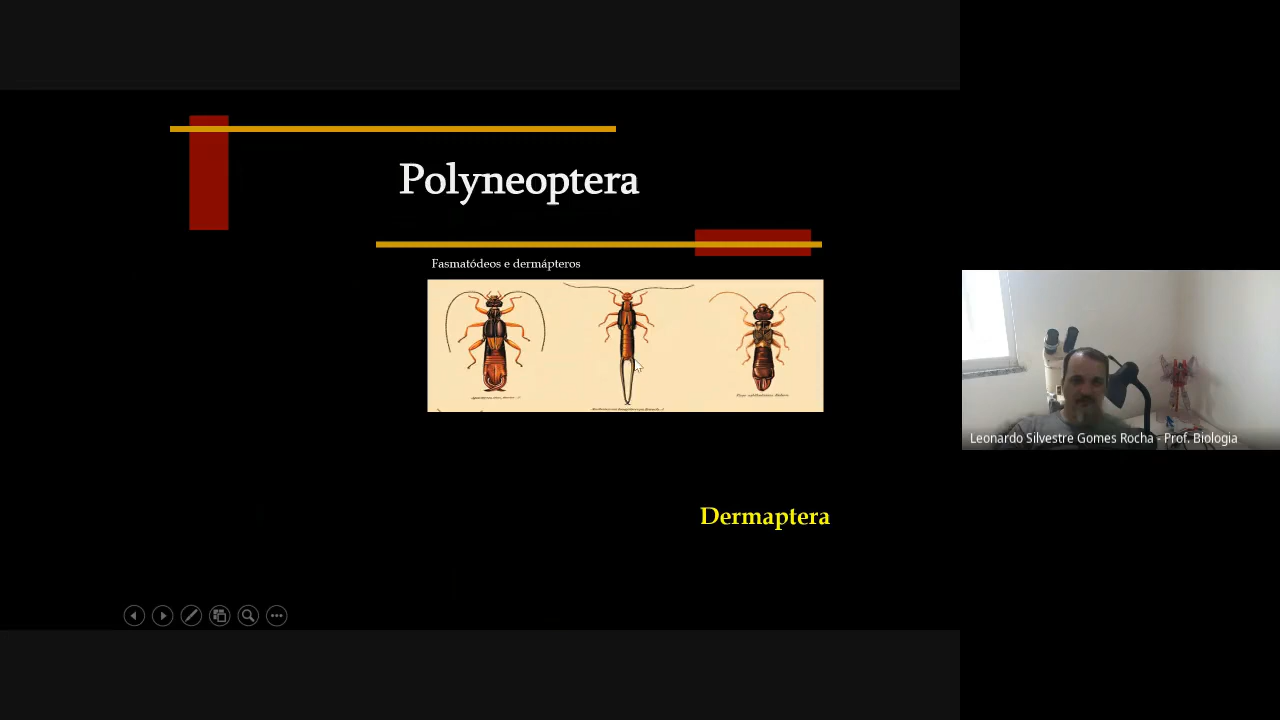 Polyneoptera
Fasmatódeos e dermápteros
Dermaptera
Leonardo Silvestre Gomes Rocha - Prof. Biologia